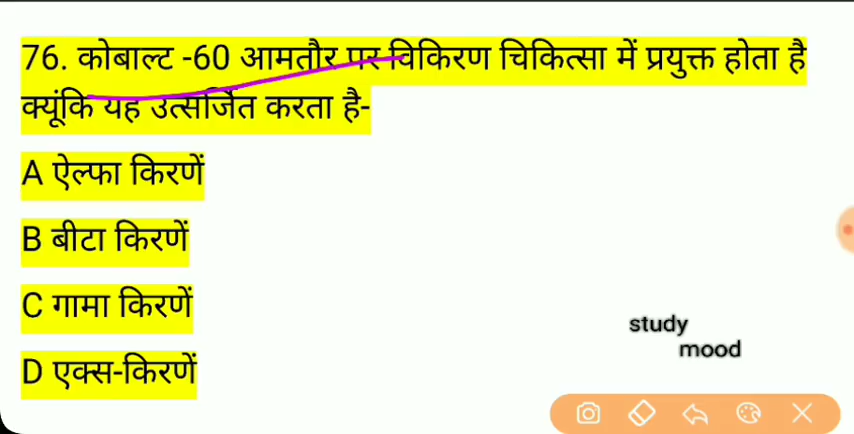 76. कोबाल्ट -60 आमतौर पर विकिरण चिकित्सा में प्रयुक्त होता है
क्यूंकि यह उत्सर्जित करता है-
A ऐल्फा किरणें
B बीटा किरणें
C गामा किरणें
D एक्स-किरणें
study
mood